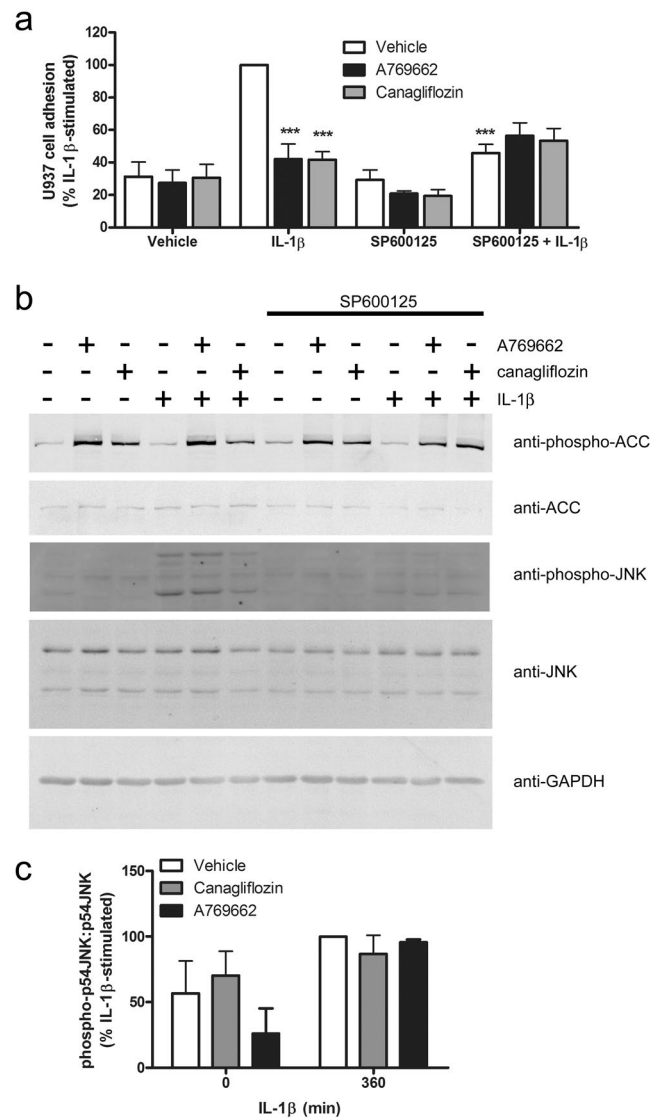 a
U937 cell adhesion
(% IL-1β-stimulated)
120
100
80
60
40
20
0
Vehicle
A769662
Canagliflozin
*** ***
***
Vehicle IL-1β SP600125 SP600125 + IL-1β
b
SP600125
- + - - + - - + - - + - A769662
- - + - - + - - + - - + canagliflozin
- - - + + + - - - + + + IL-1β
anti-phospho-ACC
anti-ACC
anti-phospho-JNK
anti-JNK
anti-GAPDH
c
phospho-p54JNK:p54JNK
(% IL-1β-stimulated)
150
100
50
0
Vehicle
Canagliflozin
A769662
0 360
IL-1β (min)